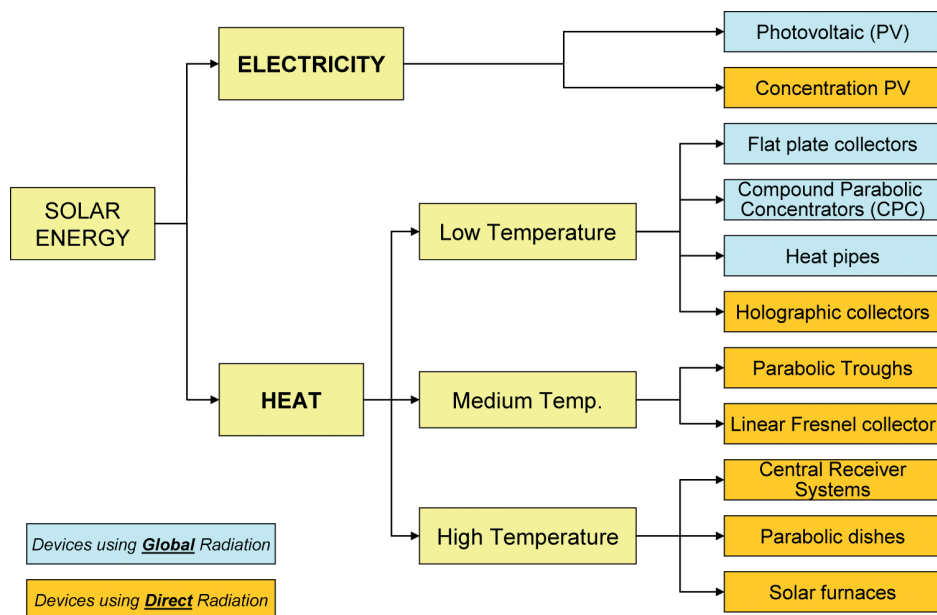 SOLAR
ENERGY
ELECTRICITY
Photovoltaic (PV)
Concentration PV
HEAT
Low Temperature
Flat plate collectors
Compound Parabolic
Concentrators (CPC)
Heat pipes
Holographic collectors
Medium Temp.
Parabolic Troughs
Linear Fresnel collector
High Temperature
Central Receiver
Systems
Parabolic dishes
Solar furnaces
Devices using Global Radiation
Devices using Direct Radiation